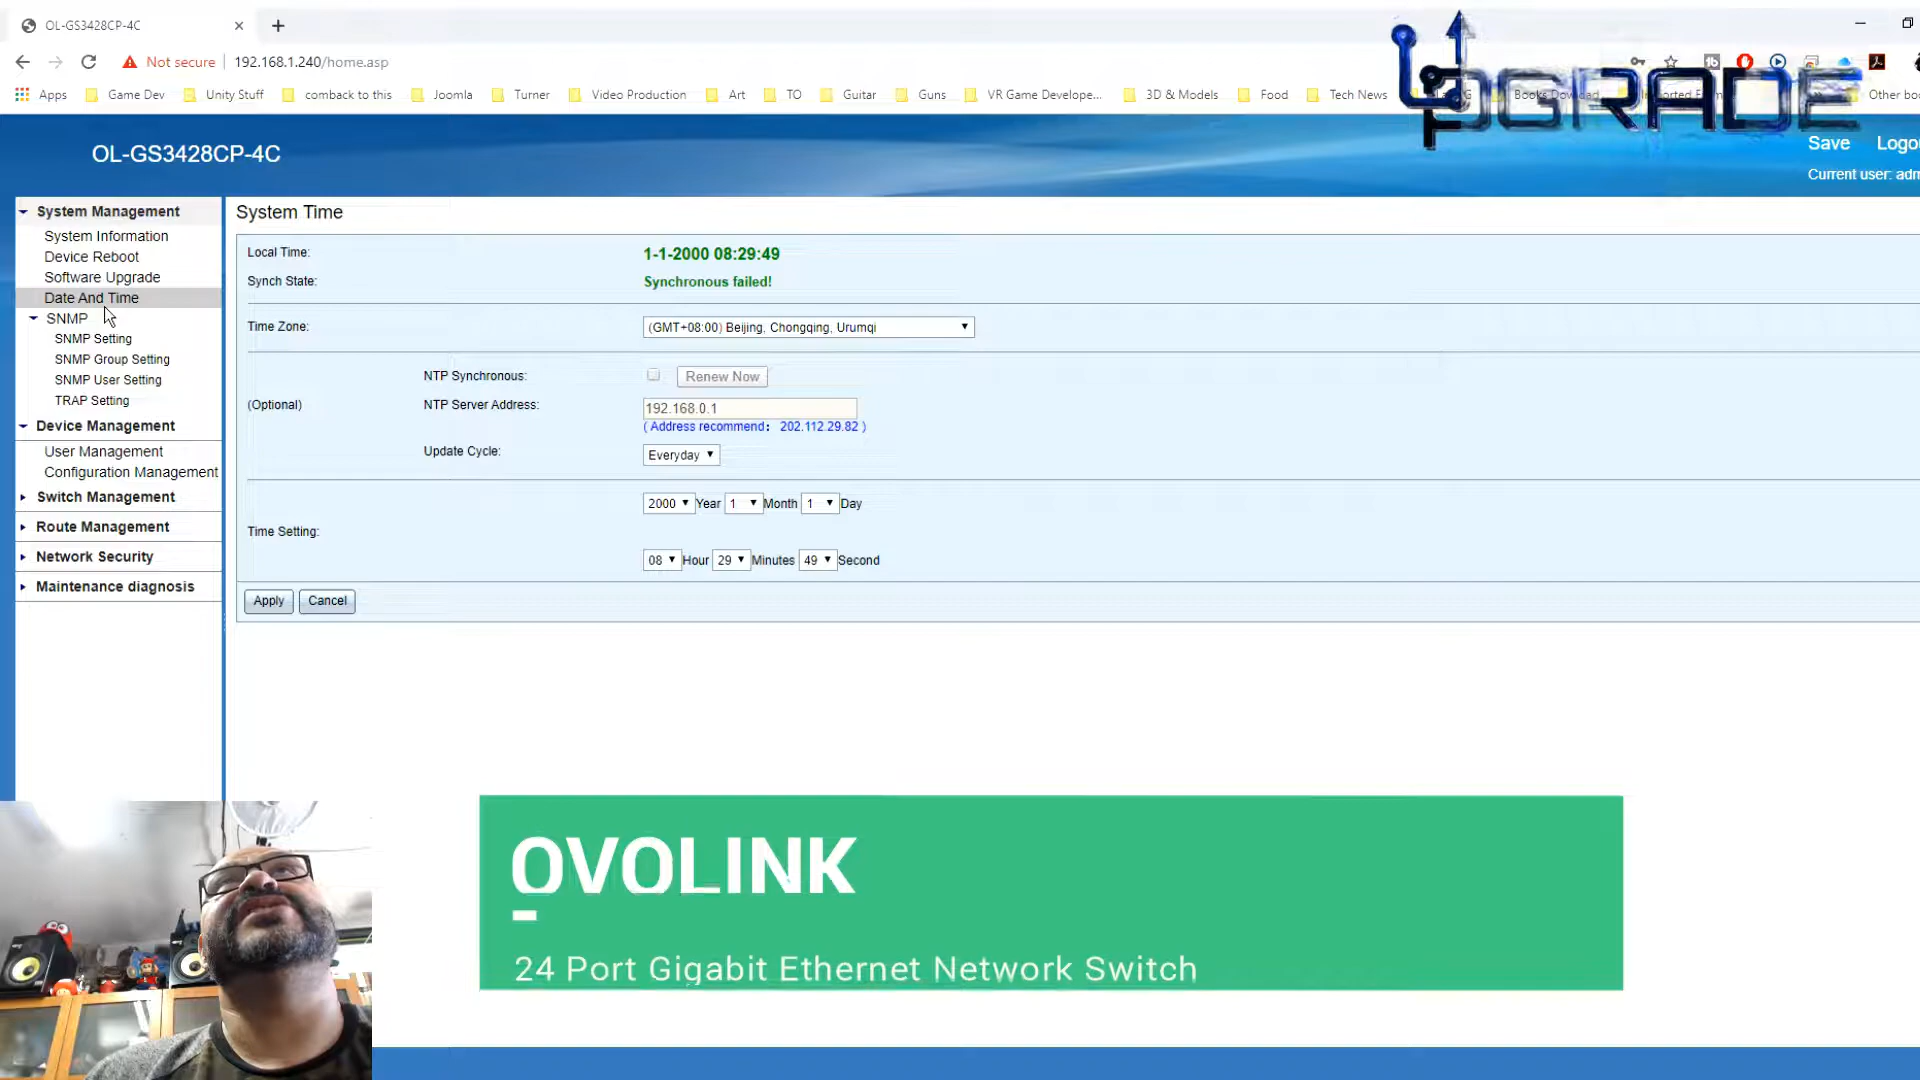 OL-GS3428CP-4C
Not secure 192.168.1.240/home.asp
Apps Game Dev Unity Stuff comback to this Joomla Turner Video Production Art TO Guitar Guns VR Game Develope... 3D & Models Food Tech News Other boo
UPGRADE
OL-GS3428CP-4C
Save Logo
Current user: adm
System Management
System Information
Device Reboot
Software Upgrade
Date And Time
SNMP
SNMP Setting
SNMP Group Setting
SNMP User Setting
TRAP Setting
Device Management
User Management
Configuration Management
Switch Management
Route Management
Network Security
Maintenance diagnosis
System Time
Local Time: 1-1-2000 08:29:49
Synch State: Synchronous failed!
Time Zone: (GMT+08:00) Beijing, Chongqing, Urumqi
(Optional)
NTP Synchronous: Renew Now
NTP Server Address: 192.168.0.1
( Address recommend： 202.112.29.82 )
Update Cycle: Everyday
Time Setting:
2000 Year 1 Month 1 Day
08 Hour 29 Minutes 49 Second
Apply Cancel
OVOLINK
24 Port Gigabit Ethernet Network Switch